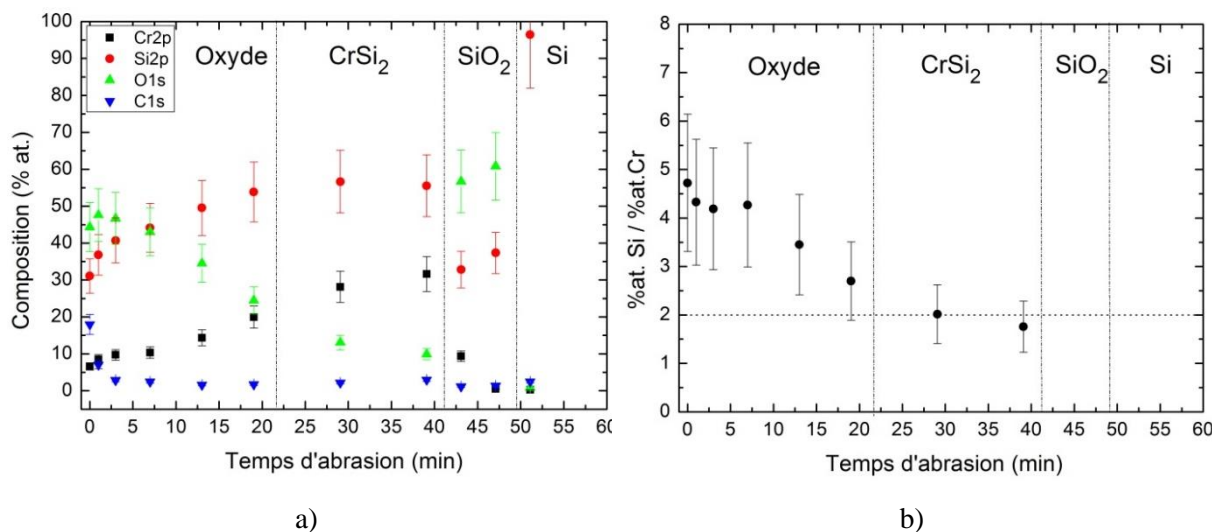 100
90
80
70
60
50
40
30
20
10
0
Composition (% at.)
Cr2p
Si2p
O1s
C1s
Oxyde CrSi2 SiO2 Si
0 5 10 15 20 25 30 35 40 45 50 55 60
Temps d'abrasion (min)
a)
8
7
6
5
4
3
2
1
0
%at. Si / %at.Cr
Oxyde CrSi2 SiO2 Si
0 5 10 15 20 25 30 35 40 45 50 55 60
Temps d'abrasion (min)
b)